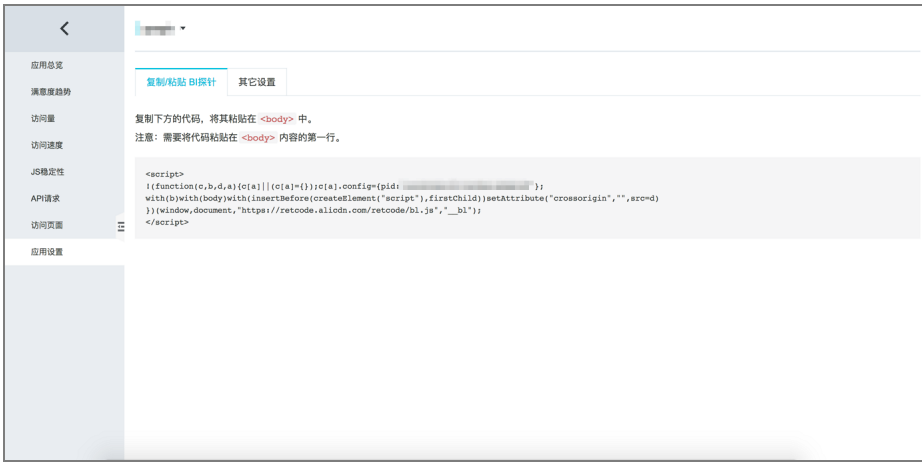 应用总览
满意度趋势
访问量
访问速度
JS稳定性
API请求
访问页面
应用设置
复制/粘贴 BI探针
其它设置
复制下方的代码，将其粘贴在 <body> 中。
注意：需要将代码粘贴在 <body> 内容的第一行。
<script>
!(function(c,b,d,a){c[a]||(c[a]={});c[a].config={pid: };
with(b)with(body)with(insertBefore(createElement("script"),firstChild))setAttribute("crossorigin","",src=d)
})(window,document,"https://retcode.alicdn.com/retcode/bl.js","__bl");
</script>